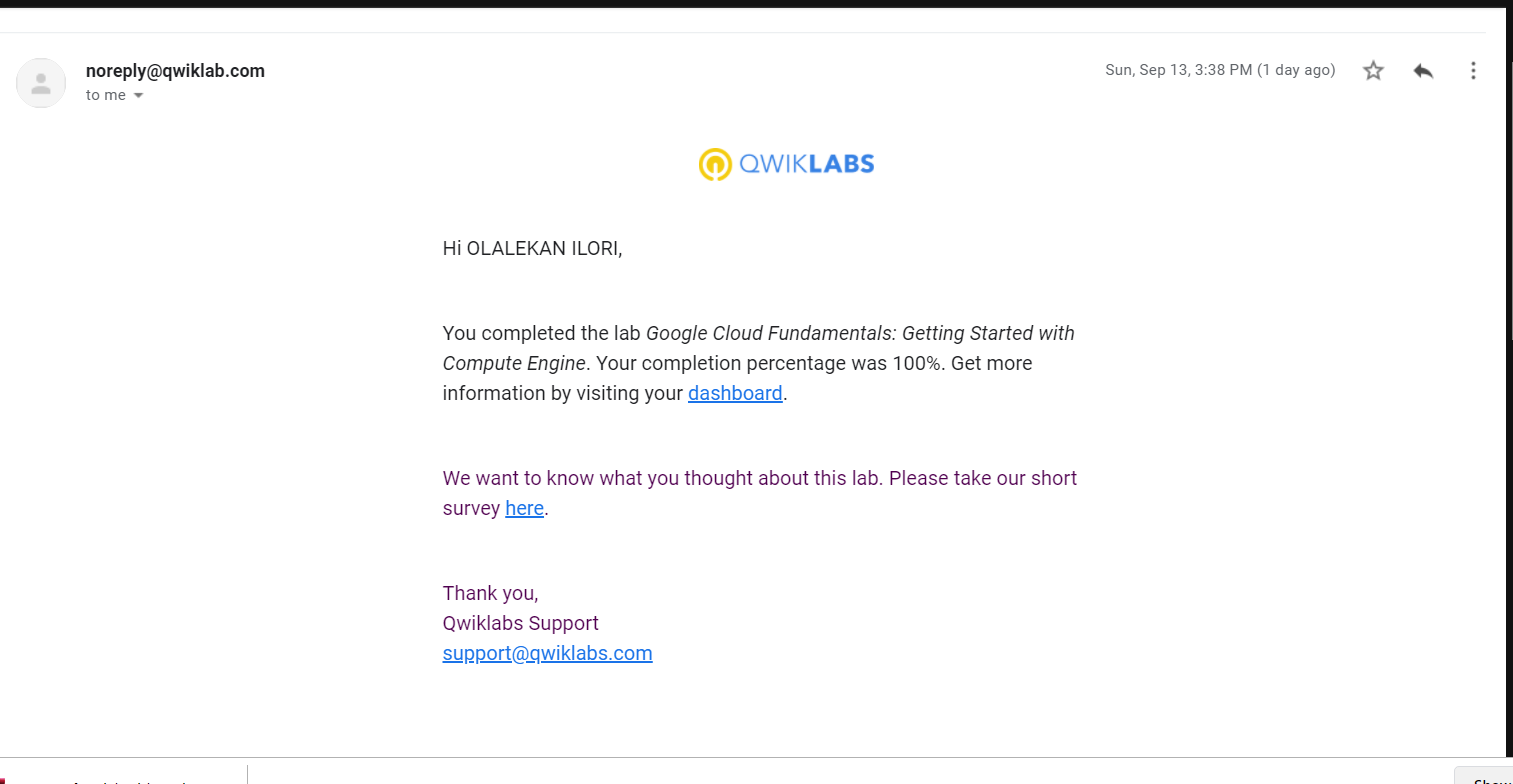 noreply@qwiklab.com
Sun, Sep 13, 3:38 PM (1 day ago)
to me
QWIKLABS
Hi OLALEKAN ILORI,
You completed the lab Google Cloud Fundamentals: Getting Started with
Compute Engine. Your completion percentage was 100%. Get more
information by visiting your dashboard.
We want to know what you thought about this lab. Please take our short
survey here.
Thank you,
Qwiklabs Support
support@qwiklabs.com